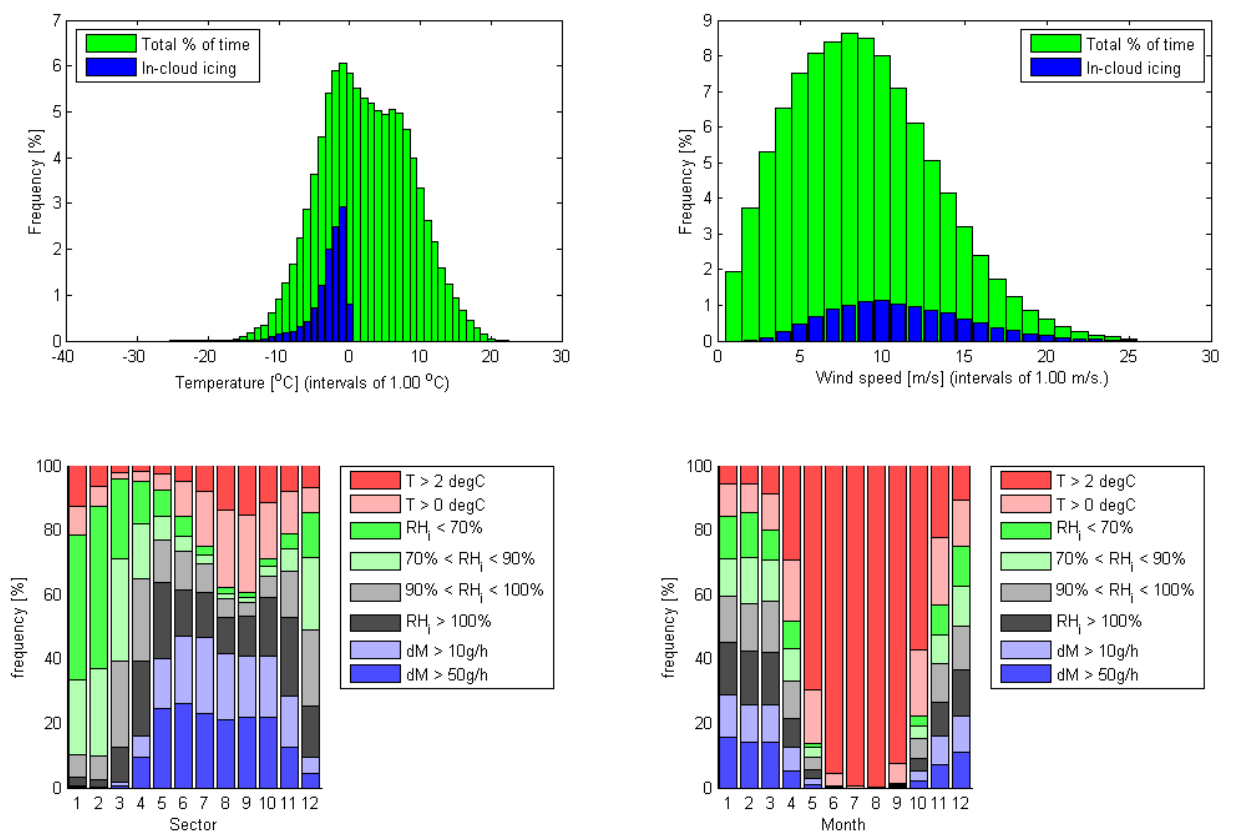 7
6
5
4
3
2
1
0
Frequency [%]
Total % of time
In-cloud icing
-40 -30 -20 -10 0 10 20 30
Temperature [°C] (intervals of 1.00 °C)
9
8
7
6
5
4
3
2
1
0
Frequency [%]
Total % of time
In-cloud icing
0 5 10 15 20 25 30
Wind speed [m/s] (intervals of 1.00 m/s.)
100
80
60
40
20
0
frequency [%]
1 2 3 4 5 6 7 8 9 10 11 12
Sector
T > 2 degC
T > 0 degC
RHi < 70%
70% < RHi < 90%
90% < RHi < 100%
RHi > 100%
dM > 10g/h
dM > 50g/h
100
80
60
40
20
0
frequency [%]
1 2 3 4 5 6 7 8 9 10 11 12
Month
T > 2 degC
T > 0 degC
RHi < 70%
70% < RHi < 90%
90% < RHi < 100%
RHi > 100%
dM > 10g/h
dM > 50g/h